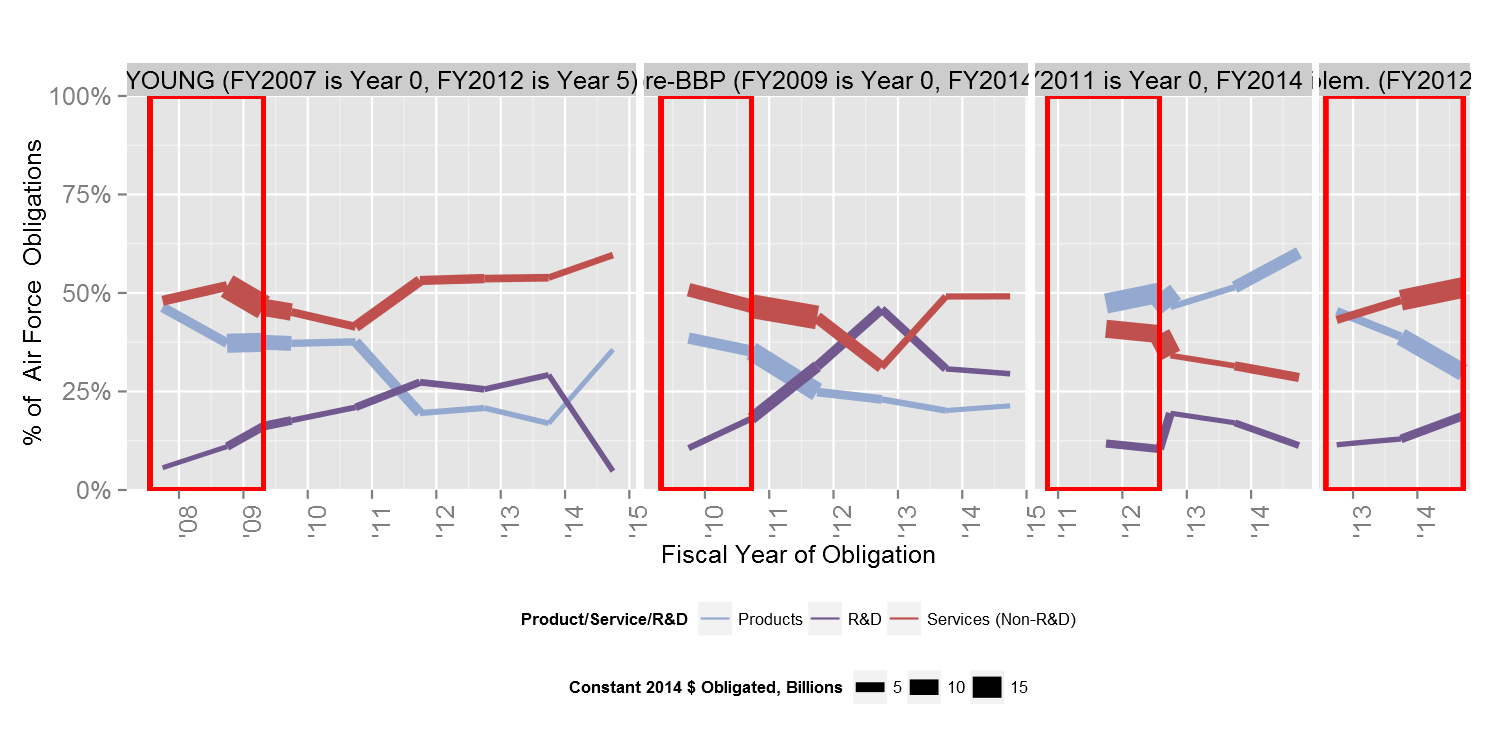 YOUNG (FY2007 is Year 0, FY2012 is Year 5)
re-BBP (FY2009 is Year 0, FY2014
Y2011 is Year 0, FY2014
lem. (FY2012
100%
75%
50%
25%
0%
% of Air Force Obligations
'08 '09 '10 '11 '12 '13 '14 '15
'10 '11 '12 '13 '14 '15
'11 '12 '13 '14
'13 '14
Fiscal Year of Obligation
Product/Service/R&D Products R&D Services (Non-R&D)
Constant 2014 $ Obligated, Billions 5 10 15